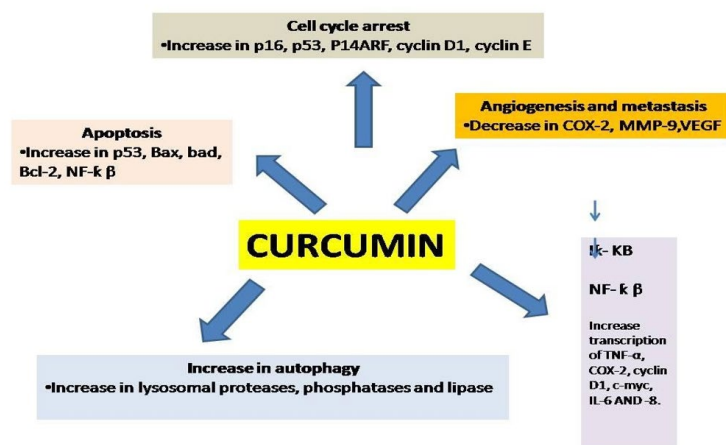 Cell cycle arrest
•Increase in p16, p53, P14ARF, cyclin D1, cyclin E
Angiogenesis and metastasis
•Decrease in COX-2, MMP-9,VEGF
Apoptosis
•Increase in p53, Bax, bad,
Bcl-2, NF-ƙ β
CURCUMIN
Iƙ- KB
NF- ƙ β
Increase
transcription
of TNF-α,
COX-2, cyclin
D1, c-myc,
IL-6 AND -8.
Increase in autophagy
•Increase in lysosomal proteases, phosphatases and lipase